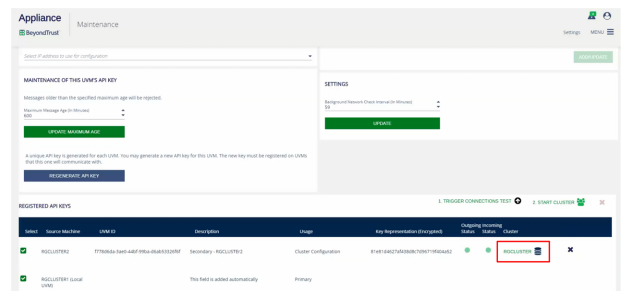 Appliance
BeyondTrust
Maintenance
Settings MENU
Select IP address to use for configuration
MAINTENANCE OF THIS UVM'S API KEY
Messages older than the specified maximum age will be rejected.
Maximum Message Age (In Minutes)
600
UPDATE MAXIMUM AGE
A unique API key is generated for each UVM. You may generate a new API key for this UVM. The new key must be registered on UVMs
that this one will communicate with.
REGENERATE API KEY
SETTINGS
Background Network Check Interval (In Minutes)
UPDATE
REGISTERED API KEYS
1. TRIGGER CONNECTIONS TEST 2. START CLUSTER
Select Source Machine UVM ID Description Usage Key Representation (Encrypted) Outgoing Status Incoming Status Cluster
RGCLUSTER2 Secondary - RGCLUSTER2 Cluster Configuration RGCLUSTER
RGCLUSTER1 (Local UVM) This field is added automatically Primary